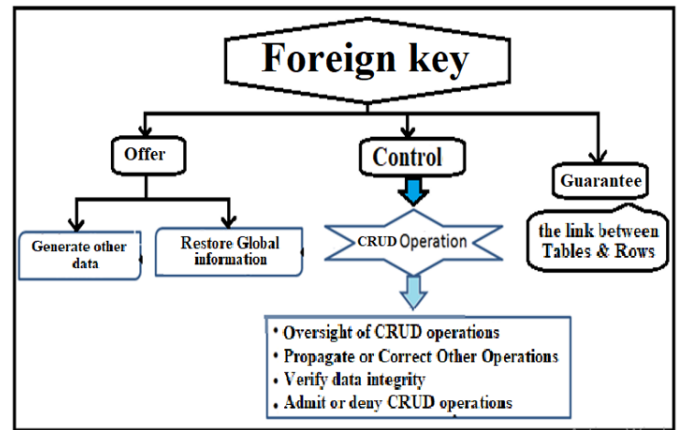 Foreign key
Offer
Control
Guarantee
Generate other
data
Restore Global
information
CRUD Operation
the link between
Tables & Rows
• Oversight of CRUD operations
• Propagate or Correct Other Operations
• Verify data integrity
• Admit or deny CRUD operations